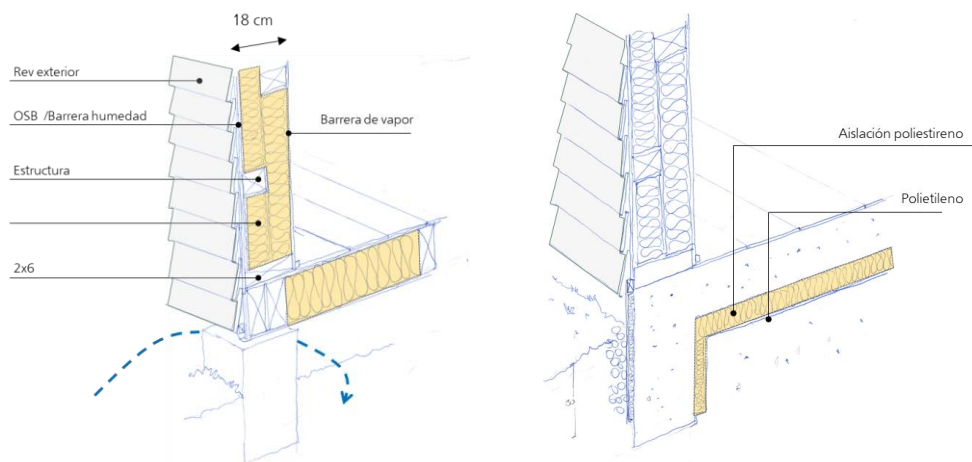 18 cm
Rev exterior
OSB /Barrera humedad
Barrera de vapor
Estructura
2x6
Aislación poliestireno
Polietileno